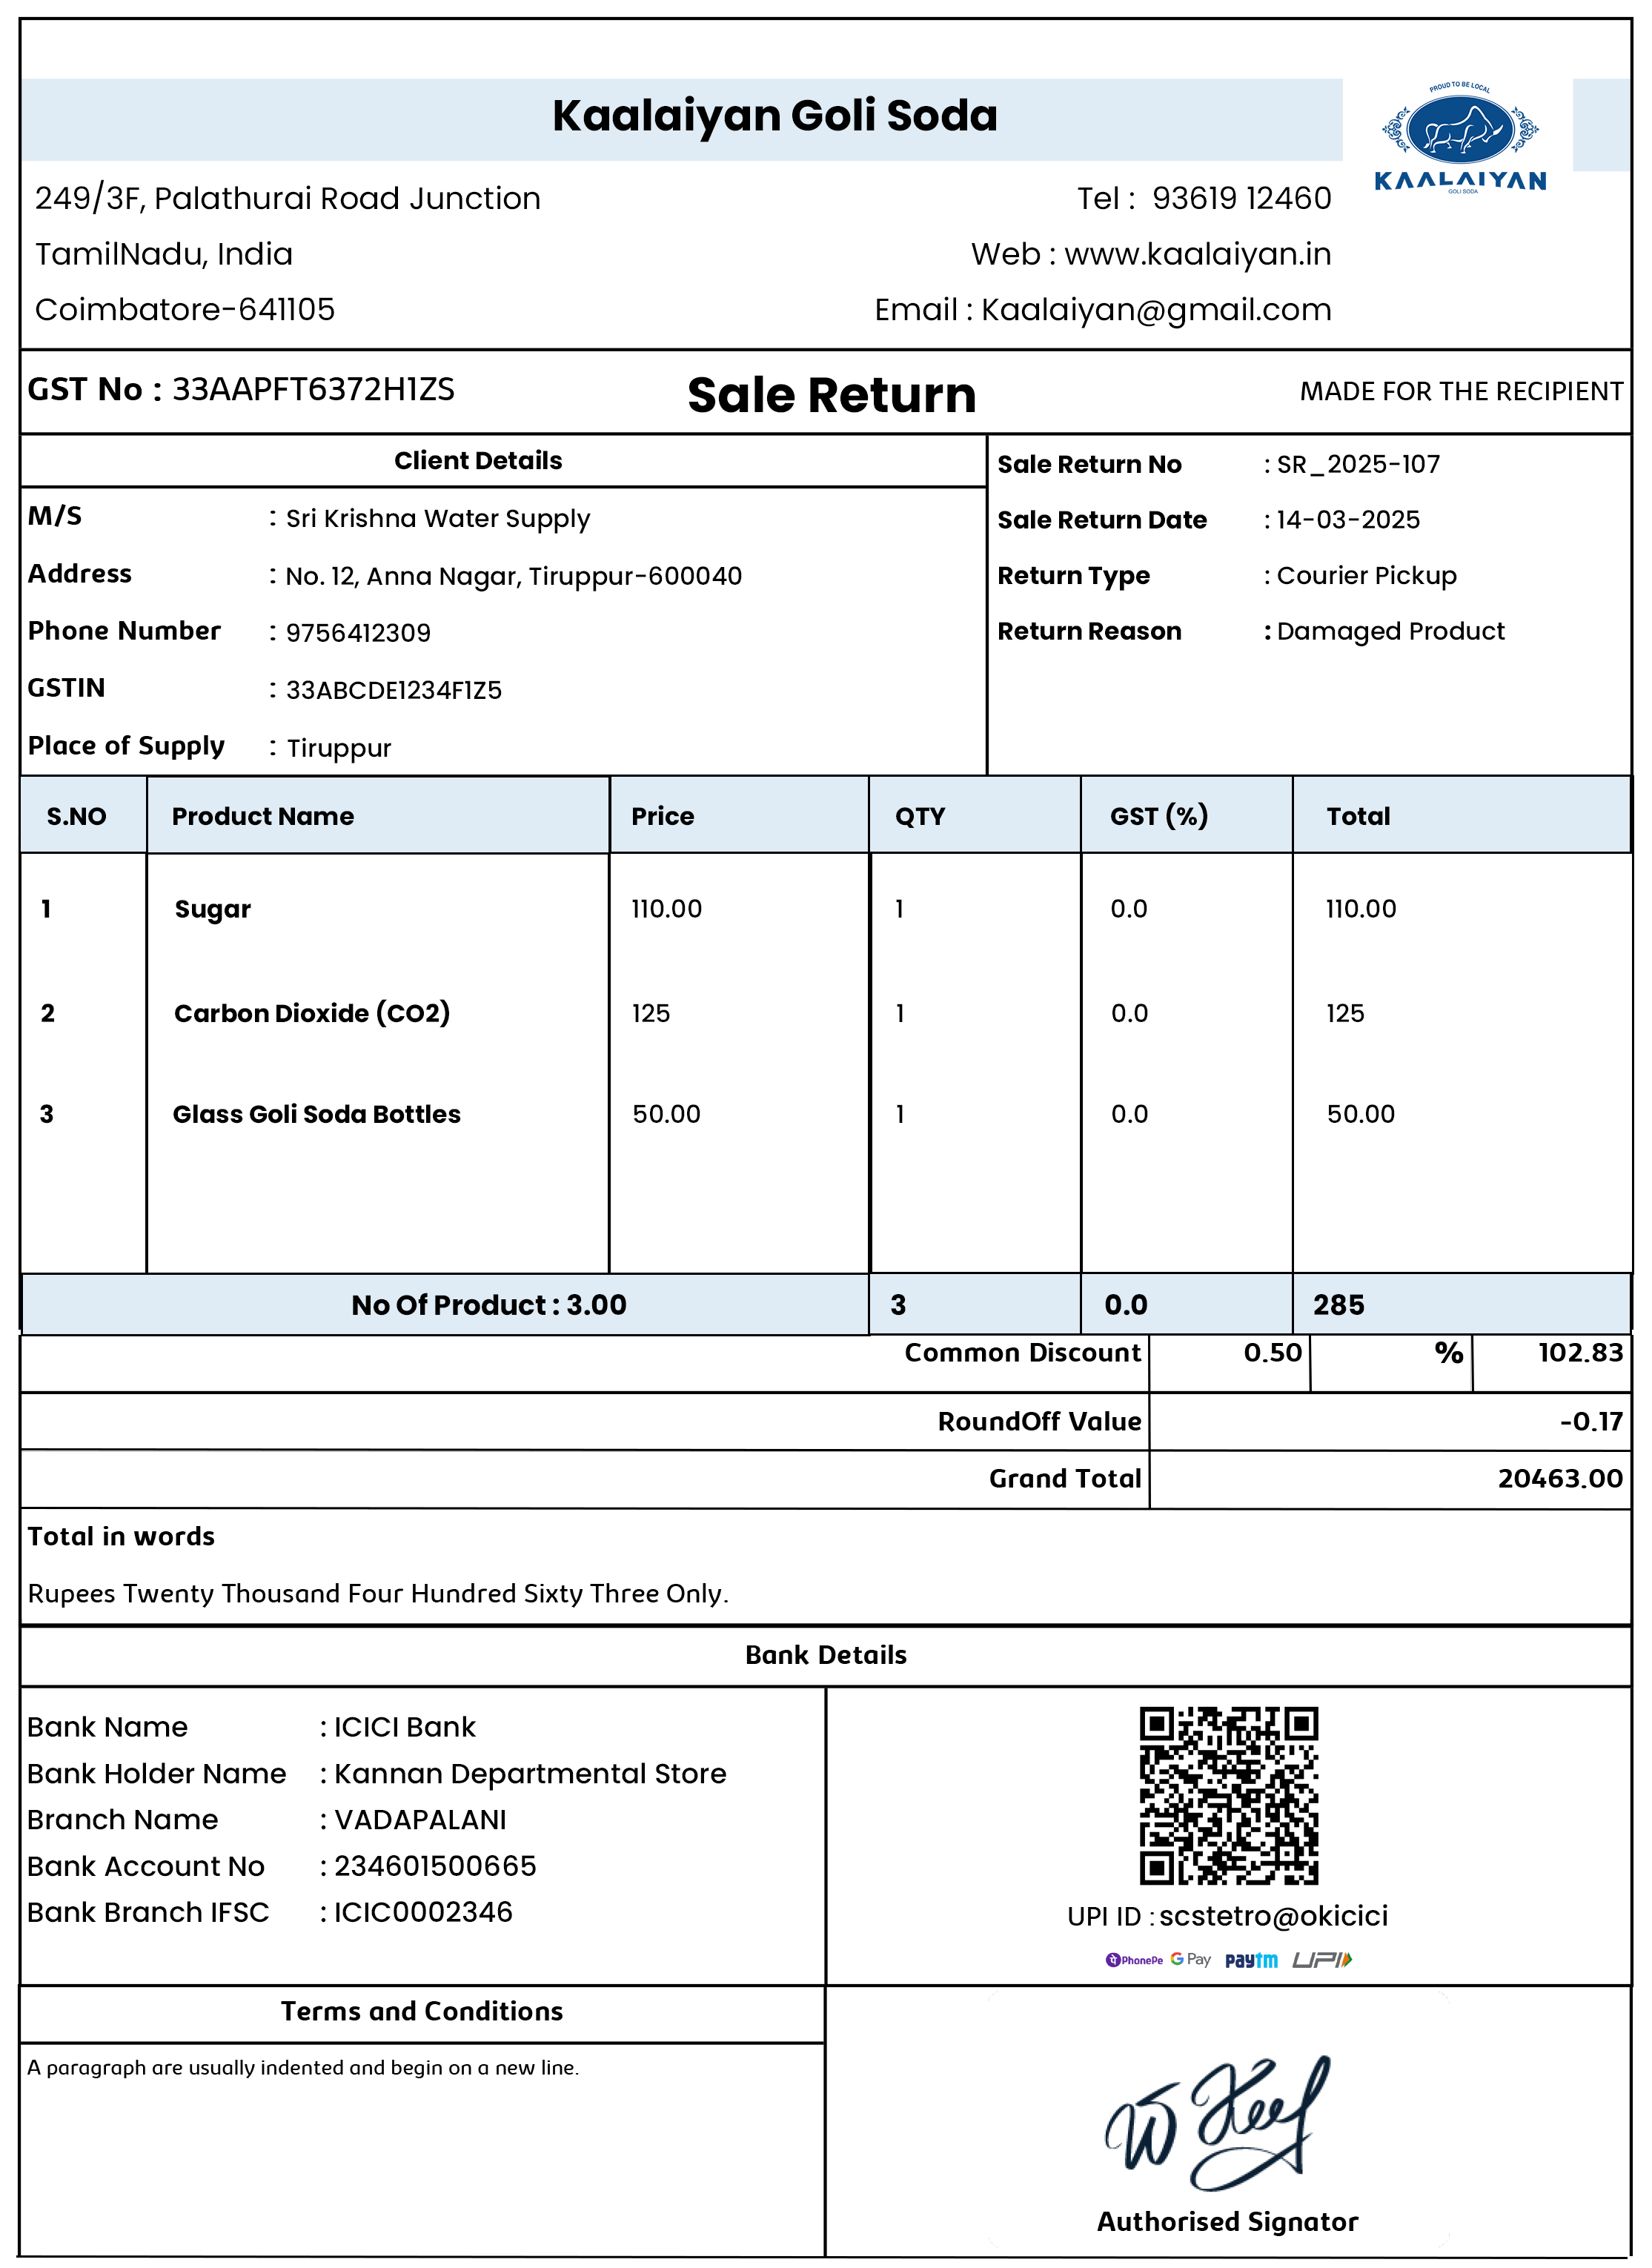 Kaalaiyan Goli Soda
PROUD TO BE LOCAL
KAALAIYAN
GOLI SODA
249/3F, Palathurai Road Junction
TamilNadu, India
Coimbatore-641105
Tel : 93619 12460
Web : www.kaalaiyan.in
Email : Kaalaiyan@gmail.com
GST No : 33AAPFT6372H1ZS
Sale Return
MADE FOR THE RECIPIENT
Client Details
M/S : Sri Krishna Water Supply
Address : No. 12, Anna Nagar, Tiruppur-600040
Phone Number : 9756412309
GSTIN : 33ABCDE1234F1Z5
Place of Supply : Tiruppur
Sale Return No : SR_2025-107
Sale Return Date : 14-03-2025
Return Type : Courier Pickup
Return Reason : Damaged Product
S.NO Product Name Price QTY GST (%) Total
1 Sugar 110.00 1 0.0 110.00
2 Carbon Dioxide (CO2) 125 1 0.0 125
3 Glass Goli Soda Bottles 50.00 1 0.0 50.00
No Of Product : 3.00 3 0.0 285
Common Discount 0.50 % 102.83
RoundOff Value -0.17
Grand Total 20463.00
Total in words
Rupees Twenty Thousand Four Hundred Sixty Three Only.
Bank Details
Bank Name : ICICI Bank
Bank Holder Name : Kannan Departmental Store
Branch Name : VADAPALANI
Bank Account No : 234601500665
Bank Branch IFSC : ICIC0002346
UPI ID : scstetro@okicici
PhonePe G Pay paytm UPI
Terms and Conditions
A paragraph are usually indented and begin on a new line.
Authorised Signator